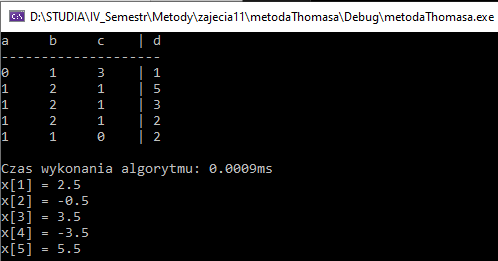 D:\STUDIA\IV_Semestr\Metody\zajecia11\metodaThomasa\Debug\metodaThomasa.exe
a b c | d
---------------------
0 1 3 | 1
1 2 1 | 5
1 2 1 | 3
1 2 1 | 2
1 1 0 | 2
Czas wykonania algorytmu: 0.0009ms
x[1] = 2.5
x[2] = -0.5
x[3] = 3.5
x[4] = -3.5
x[5] = 5.5